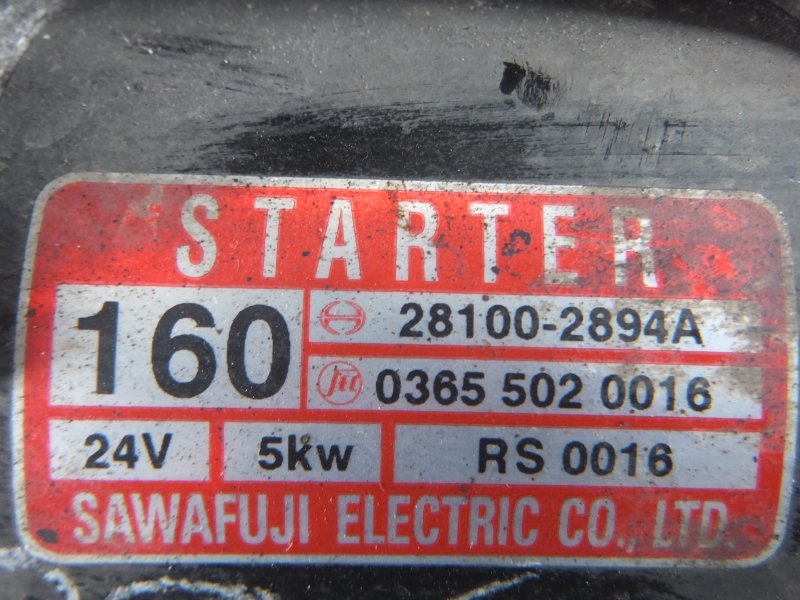 STARTER
160
28100-2894A
0365 502 0016
24V 5kw RS 0016
SAWAFUJI ELECTRIC CO., LTD.